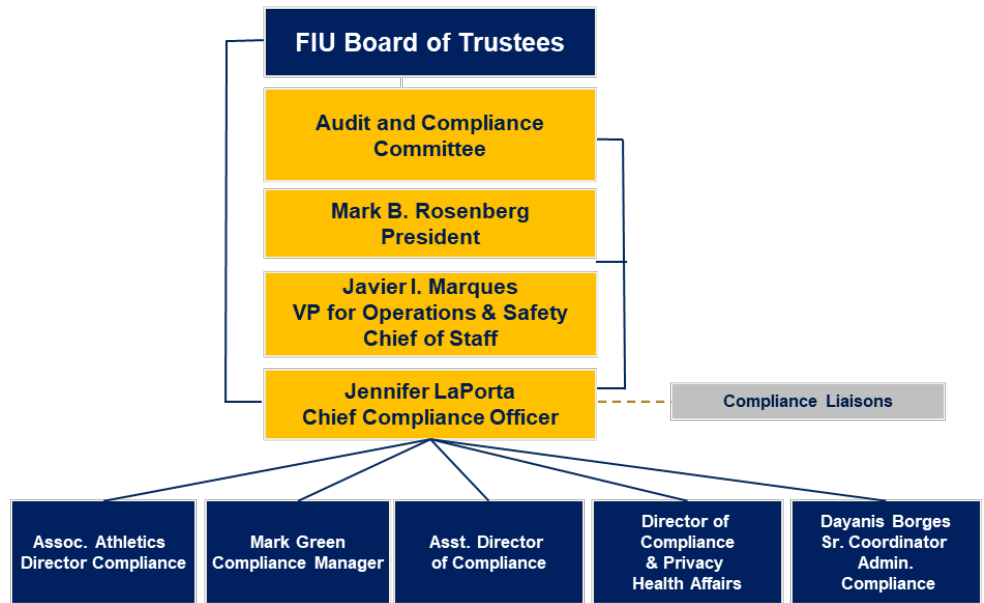 FIU Board of Trustees
Audit and Compliance
Committee
Mark B. Rosenberg
President
Javier I. Marques
VP for Operations & Safety
Chief of Staff
Jennifer LaPorta
Chief Compliance Officer
Compliance Liaisons
Assoc. Athletics
Director Compliance
Mark Green
Compliance Manager
Asst. Director
of Compliance
Director of
Compliance
& Privacy
Health Affairs
Dayanis Borges
Sr. Coordinator
Admin.
Compliance